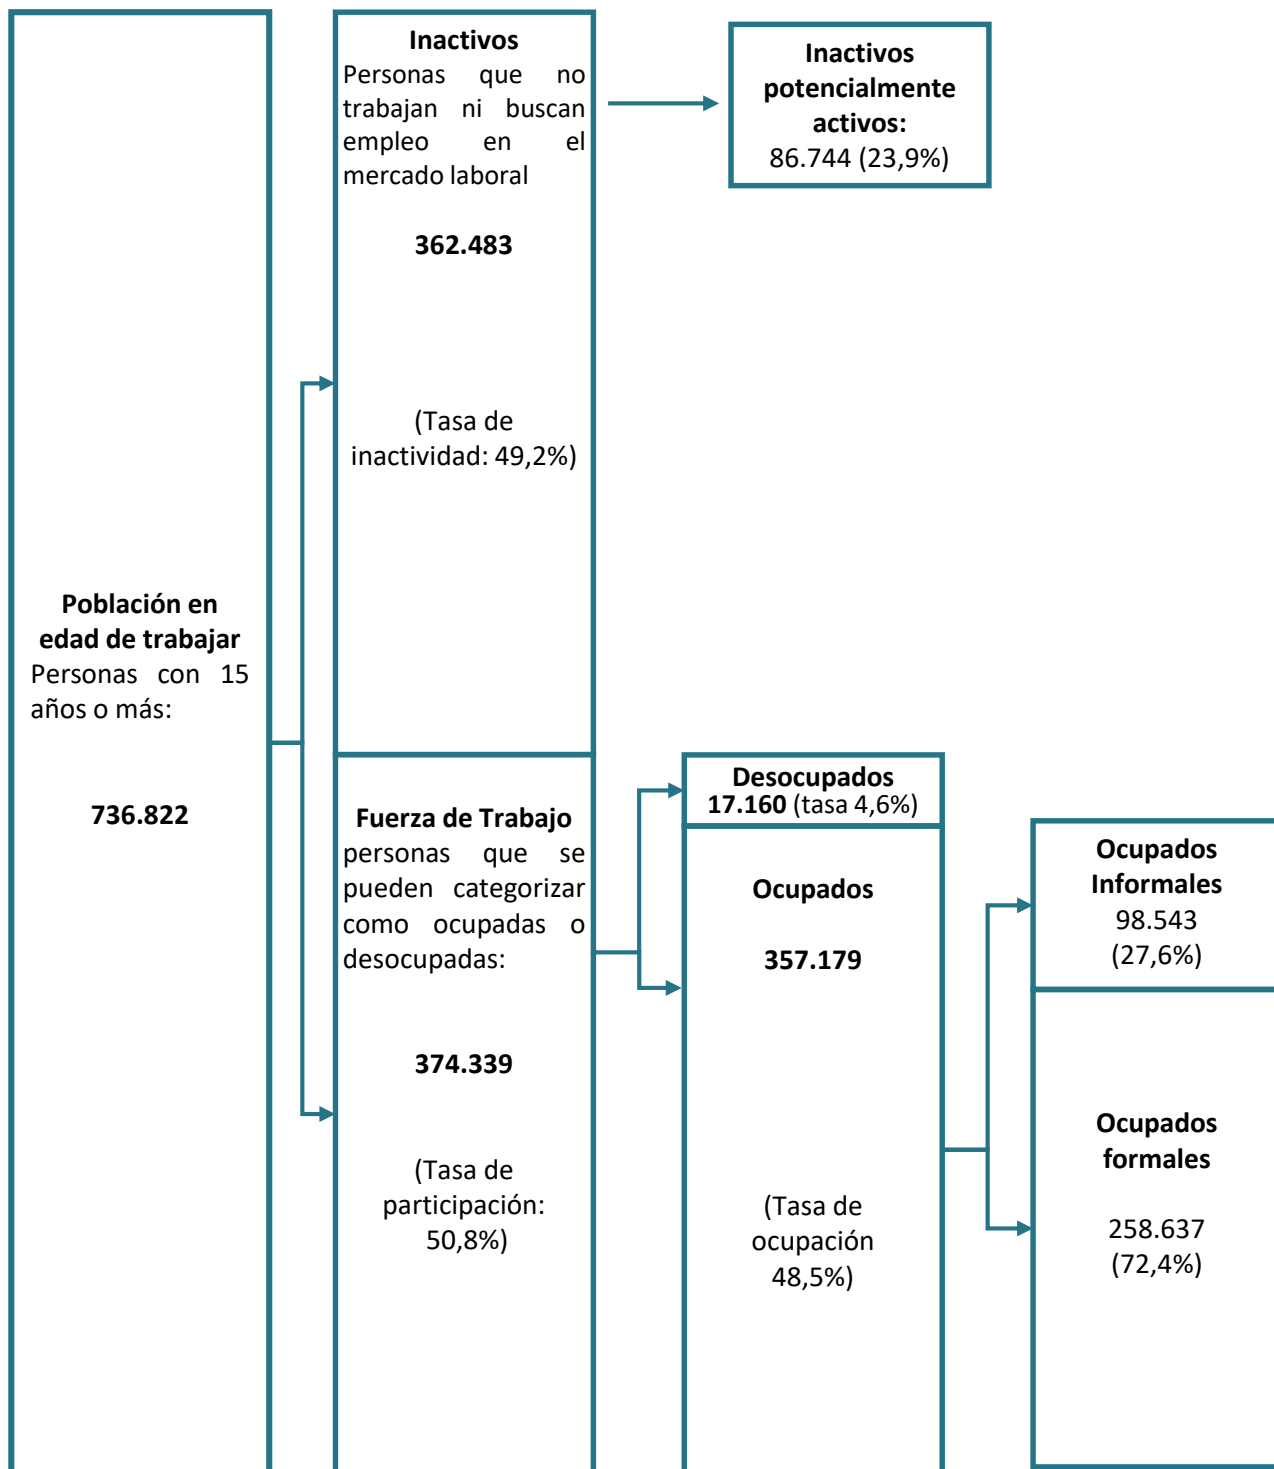 Población en
edad de trabajar
Personas con 15
años o más:
736.822
Inactivos
Personas que no
trabajan ni buscan
empleo en el
mercado laboral
362.483
(Tasa de
inactividad: 49,2%)
Fuerza de Trabajo
personas que se
pueden categorizar
como ocupadas o
desocupadas:
374.339
(Tasa de
participación:
50,8%)
Inactivos
potencialmente
activos:
86.744 (23,9%)
Desocupados
17.160 (tasa 4,6%)
Ocupados
357.179
(Tasa de
ocupación
48,5%)
Ocupados
Informales
98.543
(27,6%)
Ocupados
formales
258.637
(72,4%)